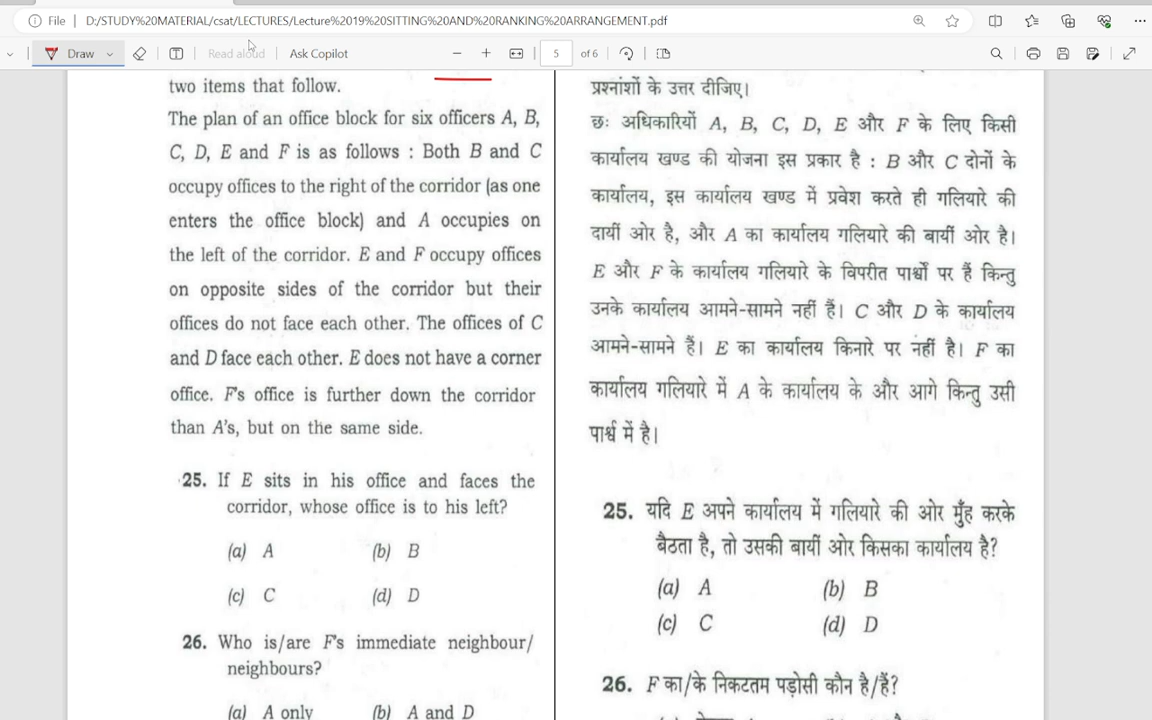 File
D:/STUDY%20MATERIAL/csat/LECTURES/Lecture%2019%20SITTING%20AND%20RANKING%20ARRANGEMENT.pdf
Draw
Read aloud
Ask Copilot
5
of 6
two items that follow.
The plan of an office block for six officers A, B,
C, D, E and F is as follows : Both B and C
occupy offices to the right of the corridor (as one
enters the office block) and A occupies on
the left of the corridor. E and F occupy offices
on opposite sides of the corridor but their
offices do not face each other. The offices of C
and D face each other. E does not have a corner
office. F's office is further down the corridor
than A's, but on the same side.
25. If E sits in his office and faces the
corridor, whose office is to his left?
(a) A
(b) B
(c) C
(d) D
26. Who is/are F's immediate neighbour/
neighbours?
(a) A only
(b) A and D
प्रश्नांशों के उत्तर दीजिए।
छः अधिकारियों A, B, C, D, E और F के लिए किसी
कार्यालय खण्ड की योजना इस प्रकार है : B और C दोनों के
कार्यालय, इस कार्यालय खण्ड में प्रवेश करते ही गलियारे की
दायीं ओर है, और A का कार्यालय गलियारे की बायीं ओर है।
E और F के कार्यालय गलियारे के विपरीत पार्श्वों पर हैं किन्तु
उनके कार्यालय आमने-सामने नहीं हैं। C और D के कार्यालय
आमने-सामने हैं। E का कार्यालय किनारे पर नहीं है। F का
कार्यालय गलियारे में A के कार्यालय के और आगे किन्तु उसी
पार्श्व में है।
25. यदि E अपने कार्यालय में गलियारे की ओर मुँह करके
बैठता है, तो उसकी बायीं ओर किसका कार्यालय है?
(a) A
(b) B
(c) C
(d) D
26. F का/के निकटतम पड़ोसी कौन है/हैं?